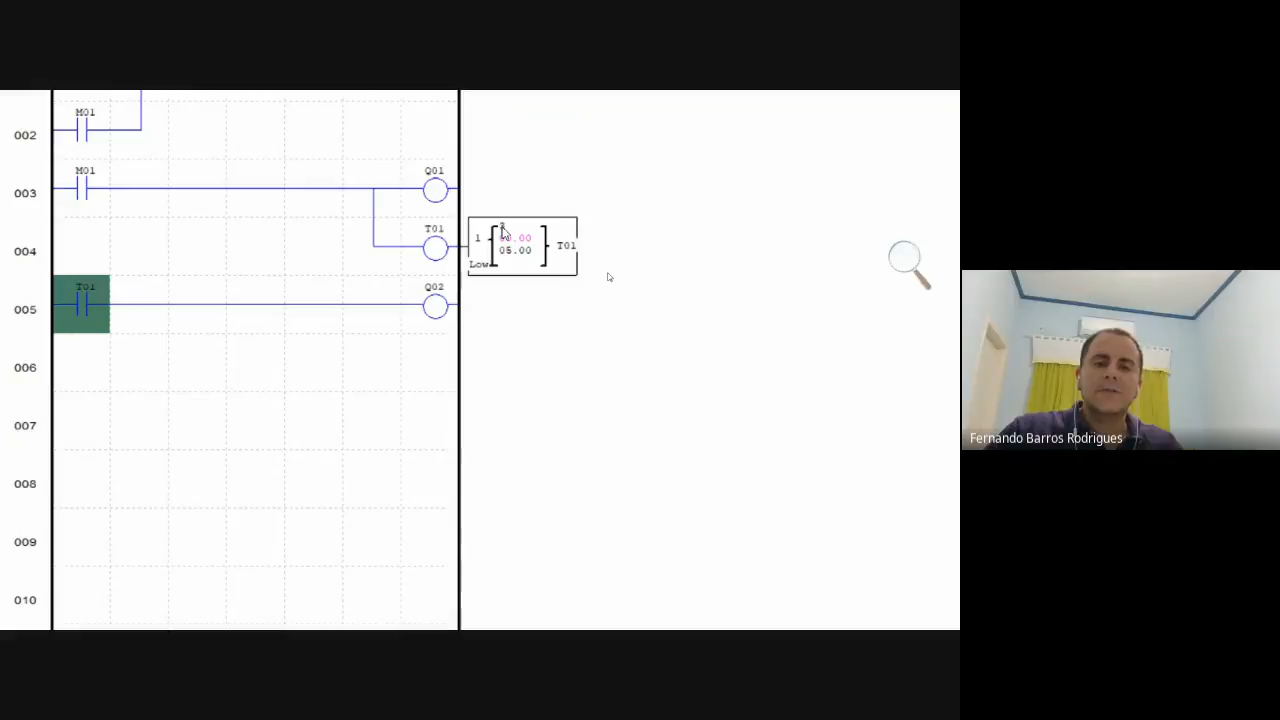 M01
002
M01
Q01
003
T01
004
1
05.00
T01
Low
T01
Q02
005
006
007
008
009
010
Fernando Barros Rodrigues